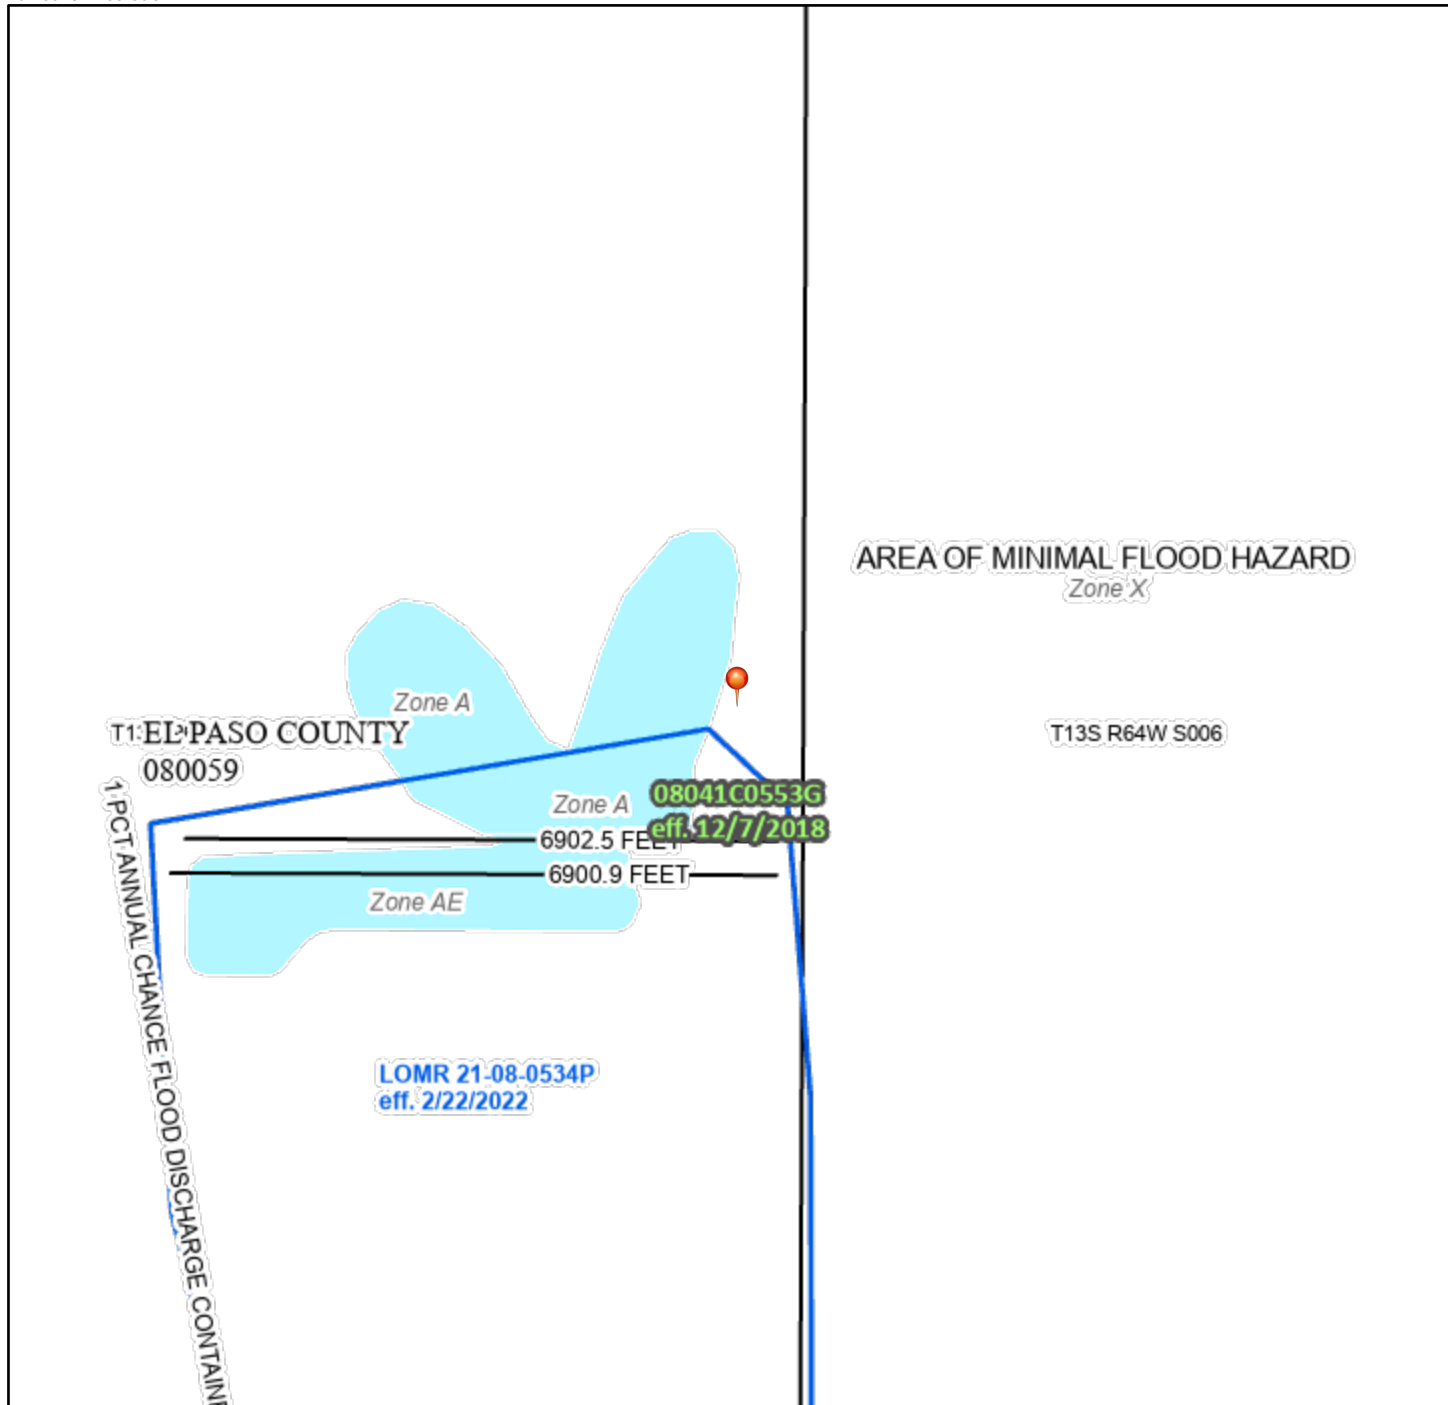 AREA OF MINIMAL FLOOD HAZARD
Zone X
Zone A
EL PASO COUNTY
080059
T13S R64W S006
1 PCT ANNUAL CHANCE FLOOD DISCHARGE
Zone A
08041C0553G
eff. 12/7/2018
6902.5 FEET
6900.9 FEET
Zone AE
LOMR 21-08-0534P
eff. 2/22/2022